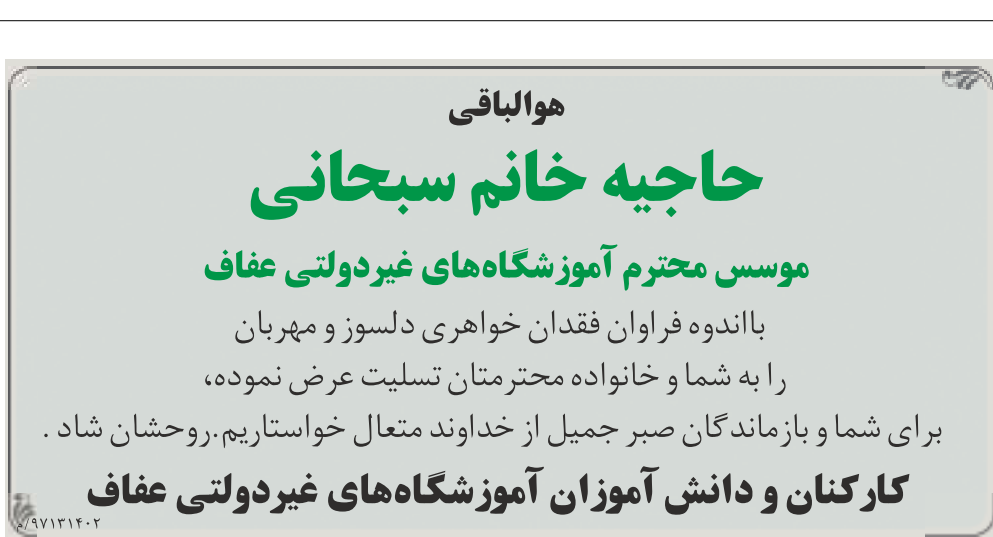 هوالباقی
حاجیه خانم سبحانی
موسس محترم آموزشگاه‌های غیردولتی عفاف
بااندوه فراوان فقدان خواهری دلسوز و مهربان
را به شما و خانواده محترمتان تسلیت عرض نموده،
برای شما و بازماندگان صبر جمیل از خداوند متعال خواستاریم.روحشان شاد .
کارکنان و دانش آموزان آموزشگاه‌های غیردولتی عفاف
۹۷۱۳۱۴۰۲/م